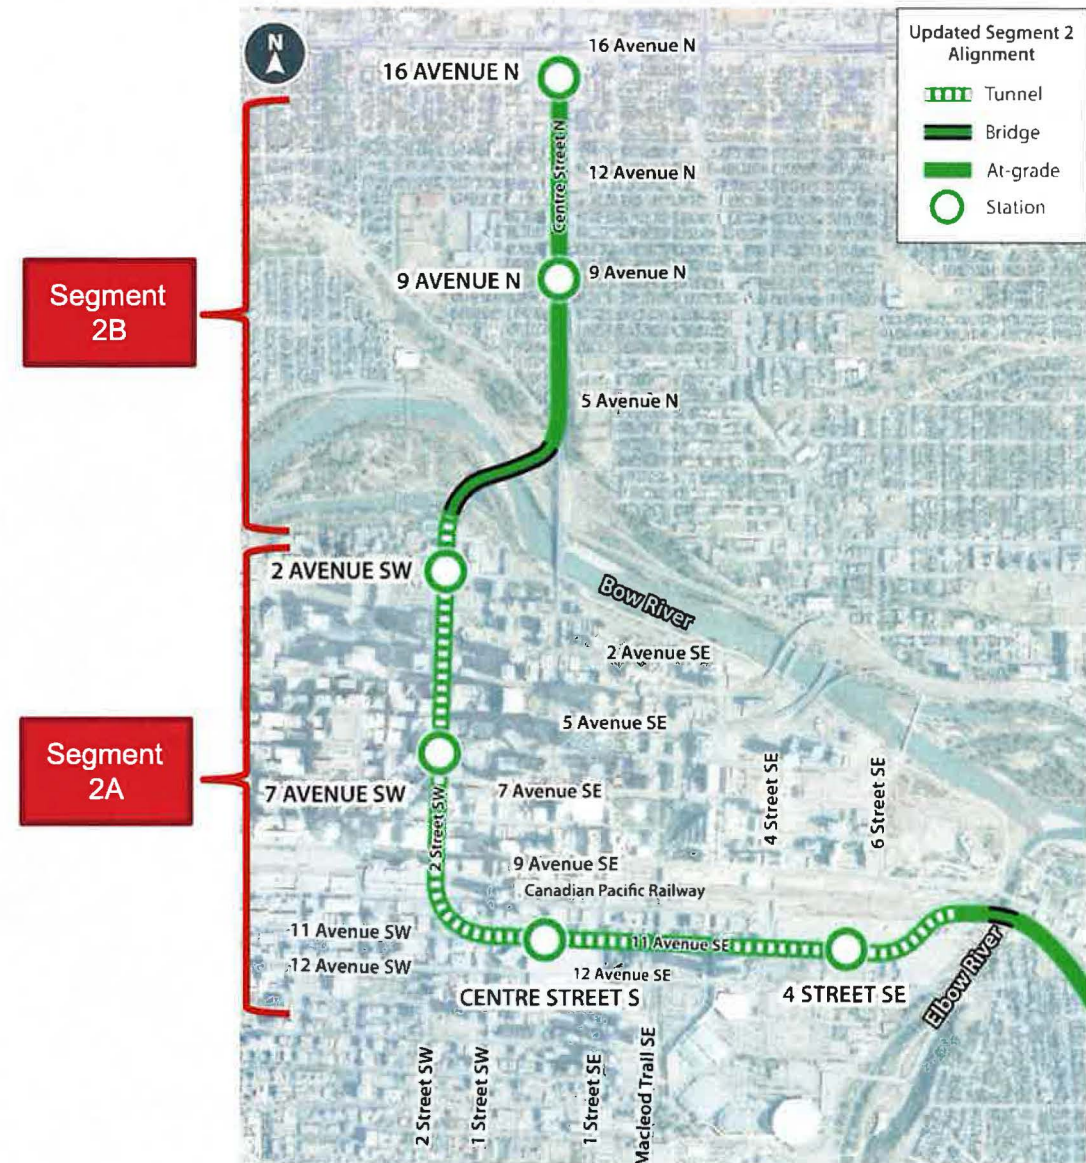 N
16 AVENUE N
16 Avenue N
Updated Segment 2
Alignment
Tunnel
Bridge
At-grade
Station
Centre Street N
12 Avenue N
9 AVENUE N
9 Avenue N
Segment
2B
5 Avenue N
2 AVENUE SW
Bow River
2 Avenue SE
5 Avenue SE
Segment
2A
7 AVENUE SW
7 Avenue SE
4 Street SE
6 Street SE
2 Street SW
9 Avenue SE
Canadian Pacific Railway
11 Avenue SW
11 Avenue SE
12 Avenue SW
12 Avenue SE
CENTRE STREET S
4 STREET SE
Elbow River
2 Street SW
1 Street SW
1 Street SE
Macleod Trail SE